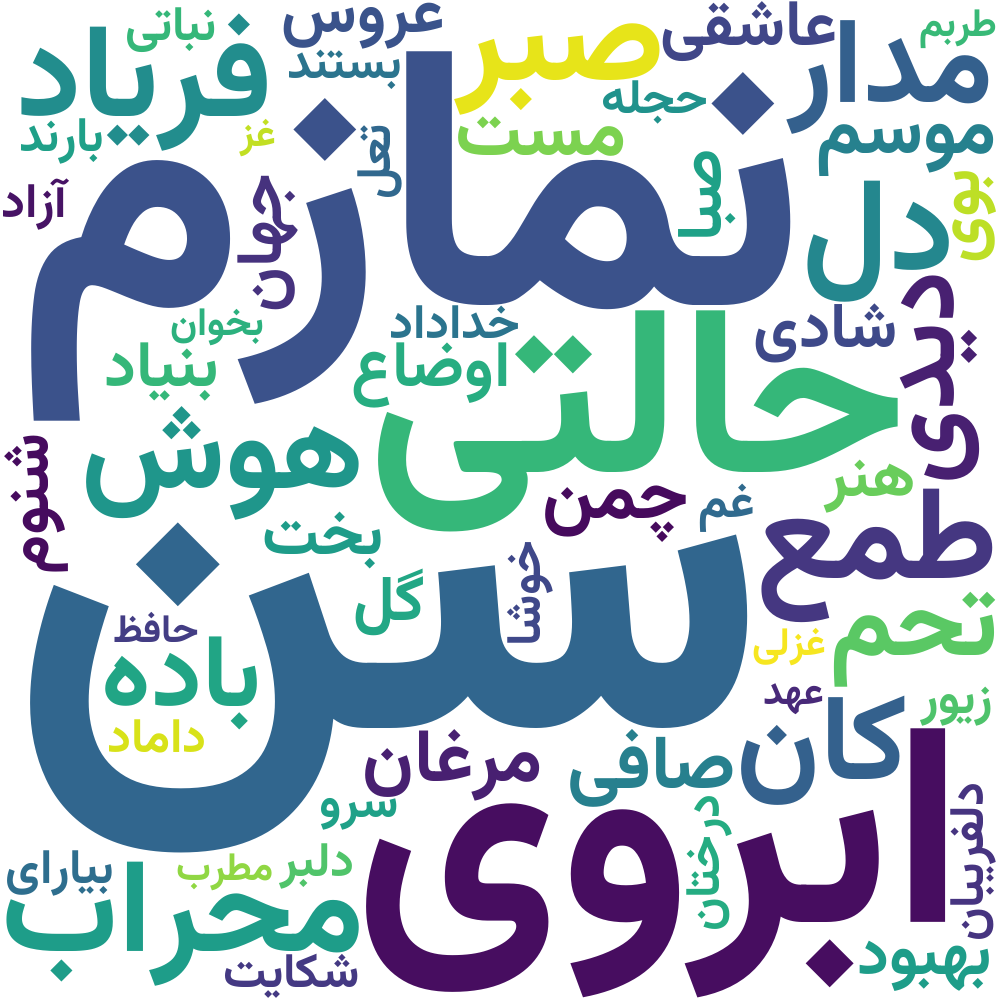 طربم
عاشقی
عروس
نباتی
فریاد
صبر
مدار
بستند
حجله
موسم
مست
غز
بارند
نمازم
تعل
صبا
بوی
آزاد
جهان
دل
دیدی
شادی
خداداد
بخوان
بنیاد
اوضاع
حالتی
هوش
شنوم
هنر
چمن
غم
طمع
بخت
گل
خوشا
سن
تحم
غزلی
حافظ
باده
داماد
عهد
زیور
کان
صافی
مرغان
سرو
ابروی
درختان
دلفریبان
دلبر
مطرب
بیارای
محراب
شکایت
بهبود